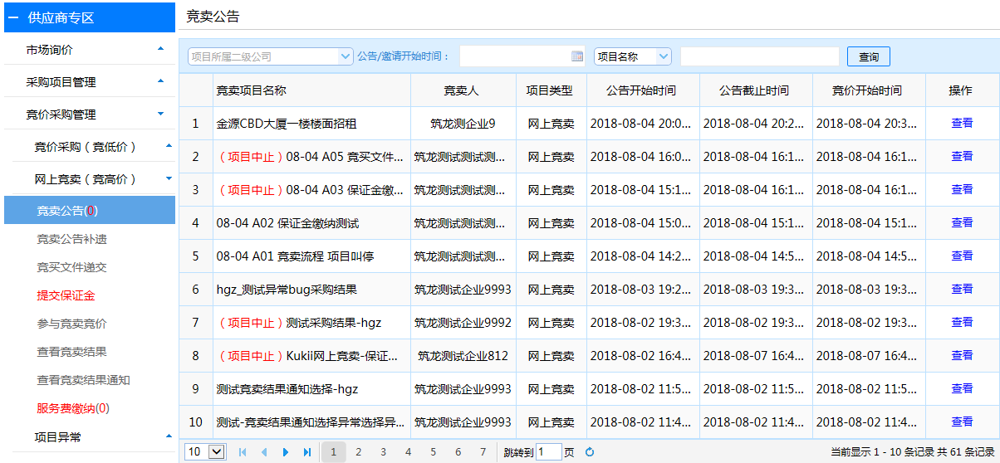 供应商专区
市场询价
采购项目管理
竞价采购管理
竞价采购（竞低价）
网上竞卖（竞高价）
竞卖公告(0)
竞卖公告补遗
竞买文件递交
提交保证金
参与竞卖竞价
查看竞卖结果
查看竞卖结果通知
服务费缴纳(0)
项目异常
竞卖公告
项目所属二级公司 公告/邀请开始时间： 项目名称 查询
竞卖项目名称 竞卖人 项目类型 公告开始时间 公告截止时间 竞价开始时间 操作
1 金源CBD大厦一楼楼面招租 筑龙测企业9 网上竞卖 2018-08-04 20:0... 2018-08-04 20:2... 2018-08-04 20:3... 查看
2 （项目中止）08-04 A05 竞买文件... 筑龙测试测试测... 网上竞卖 2018-08-04 16:0... 2018-08-04 16:1... 2018-08-04 16:1... 查看
3 （项目中止）08-04 A03 保证金缴... 筑龙测试测试测... 网上竞卖 2018-08-04 15:1... 2018-08-04 16:1... 2018-08-04 16:1... 查看
4 08-04 A02 保证金缴纳测试 筑龙测试测试测... 网上竞卖 2018-08-04 15:0... 2018-08-04 15:1... 2018-08-04 15:1... 查看
5 08-04 A01 竞卖流程 项目叫停 筑龙测试测试测... 网上竞卖 2018-08-04 14:2... 2018-08-04 14:5... 2018-08-04 14:5... 查看
6 hgz_测试异常bug采购结果 筑龙测试企业9993 网上竞卖 2018-08-03 19:2... 2018-08-03 19:3... 2018-08-03 19:3... 查看
7 （项目中止）测试采购结果-hgz 筑龙测试企业9992 网上竞卖 2018-08-02 19:3... 2018-08-02 19:3... 2018-08-02 19:3... 查看
8 （项目中止）Kukii网上竞卖-保证... 筑龙测试企业812 网上竞卖 2018-08-02 16:4... 2018-08-07 16:4... 2018-08-07 16:4... 查看
9 测试竞卖结果通知选择-hgz 筑龙测试企业9993 网上竞卖 2018-08-02 11:5... 2018-08-02 11:5... 2018-08-02 11:5... 查看
10 测试-竞卖结果通知选择异常选择异... 筑龙测试企业9993 网上竞卖 2018-08-02 11:4... 2018-08-02 11:4... 2018-08-02 11:4... 查看
10 1 2 3 4 5 6 7 跳转到 1 页 当前显示 1 - 10 条记录 共 61 条记录